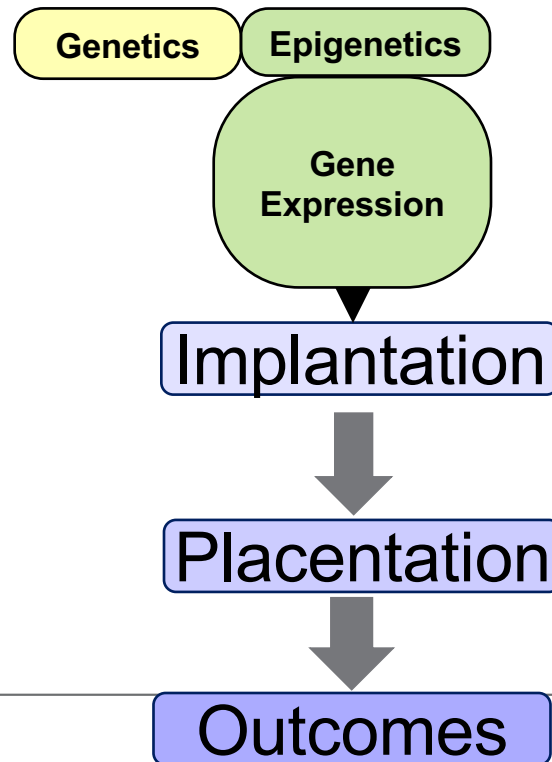 Genetics
Epigenetics
Gene
Expression
Implantation
Placentation
Outcomes